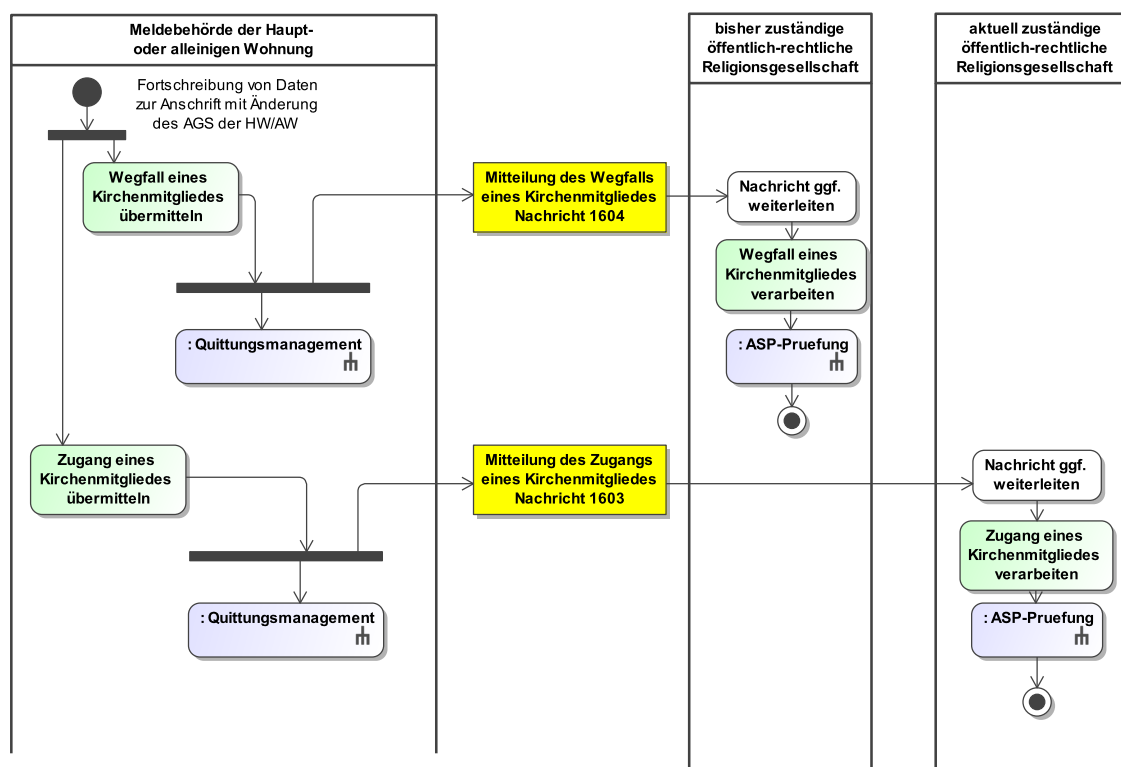 Meldebehörde der Haupt-
oder alleinigen Wohnung
bisher zuständige
öffentlich-rechtliche
Religionsgesellschaft
aktuell zuständige
öffentlich-rechtliche
Religionsgesellschaft
Fortschreibung von Daten
zur Anschrift mit Änderung
des AGS der HW/AW
Wegfall eines
Kirchenmitgliedes
übermitteln
Mitteilung des Wegfalls
eines Kirchenmitgliedes
Nachricht 1604
Nachricht ggf.
weiterleiten
Wegfall eines
Kirchenmitgliedes
verarbeiten
: Quittungsmanagement
: ASP-Pruefung
Zugang eines
Kirchenmitgliedes
übermitteln
Mitteilung des Zugangs
eines Kirchenmitgliedes
Nachricht 1603
Nachricht ggf.
weiterleiten
Zugang eines
Kirchenmitgliedes
verarbeiten
: Quittungsmanagement
: ASP-Pruefung